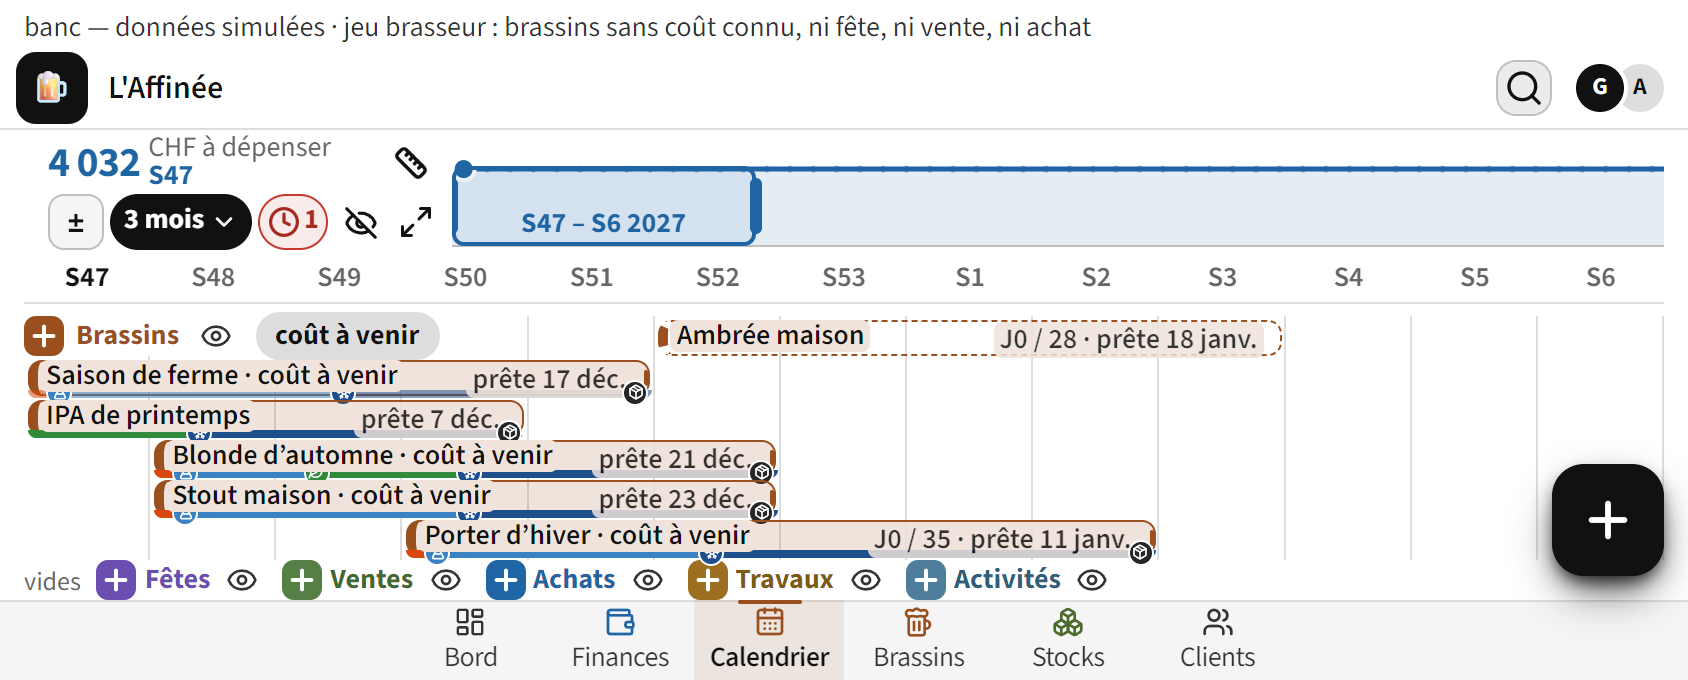 banc — données simulées · jeu brasseur : brassins sans coût connu, ni fête, ni vente, ni achat
L'Affinée
G A
4 032 CHF à dépenser
S47
± 3 mois 1
S47 – S6 2027
S47 S48 S49 S50 S51 S52 S53 S1 S2 S3 S4 S5 S6
Brassins coût à venir Ambrée maison J0 / 28 · prête 18 janv.
Saison de ferme · coût à venir prête 17 déc.
IPA de printemps prête 7 déc.
Blonde d’automne · coût à venir prête 21 déc.
Stout maison · coût à venir prête 23 déc.
Porter d’hiver · coût à venir J0 / 35 · prête 11 janv.
vides Fêtes Ventes Achats Travaux Activités
Bord Finances Calendrier Brassins Stocks Clients